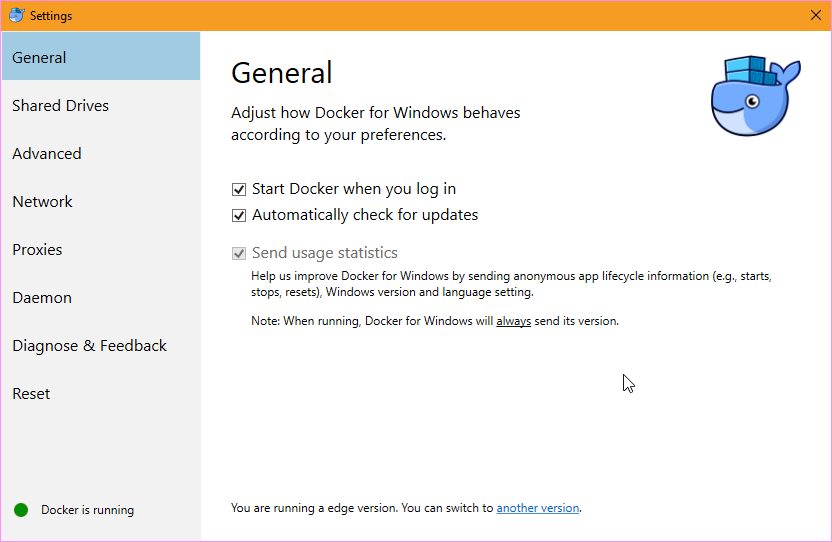 Settings
General
Shared Drives
Advanced
Network
Proxies
Daemon
Diagnose & Feedback
Reset
Docker is running
General
Adjust how Docker for Windows behaves
according to your preferences.
Start Docker when you log in
Automatically check for updates
Send usage statistics
Help us improve Docker for Windows by sending anonymous app lifecycle information (e.g., starts,
stops, resets), Windows version and language setting.
Note: When running, Docker for Windows will always send its version.
You are running a edge version. You can switch to another version.